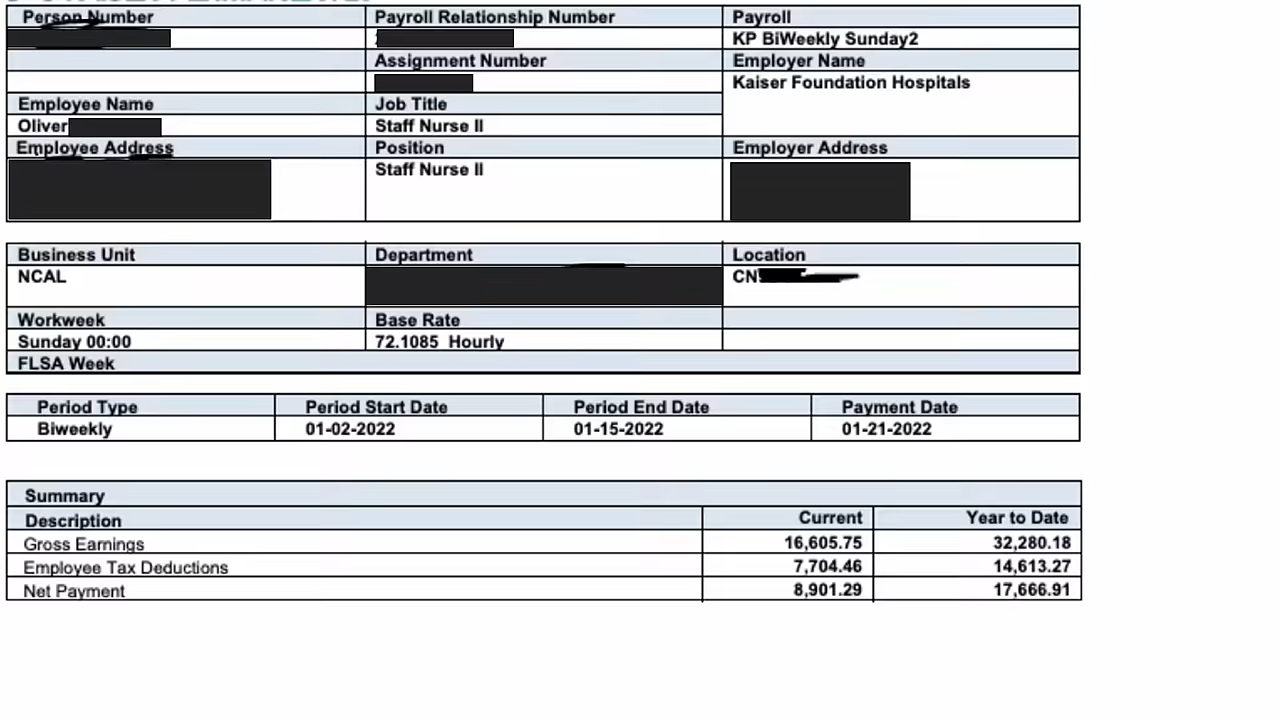 Person Number Payroll Relationship Number Payroll
KP BiWeekly Sunday2
Assignment Number Employer Name
Kaiser Foundation Hospitals
Employee Name Job Title
Oliver Staff Nurse II
Employee Address Position Employer Address
Staff Nurse II
Business Unit Department Location
NCAL CN
Workweek Base Rate
Sunday 00:00 72.1085 Hourly
FLSA Week
Period Type Period Start Date Period End Date Payment Date
Biweekly 01-02-2022 01-15-2022 01-21-2022
Summary
Description Current Year to Date
Gross Earnings 16,605.75 32,280.18
Employee Tax Deductions 7,704.46 14,613.27
Net Payment 8,901.29 17,666.91